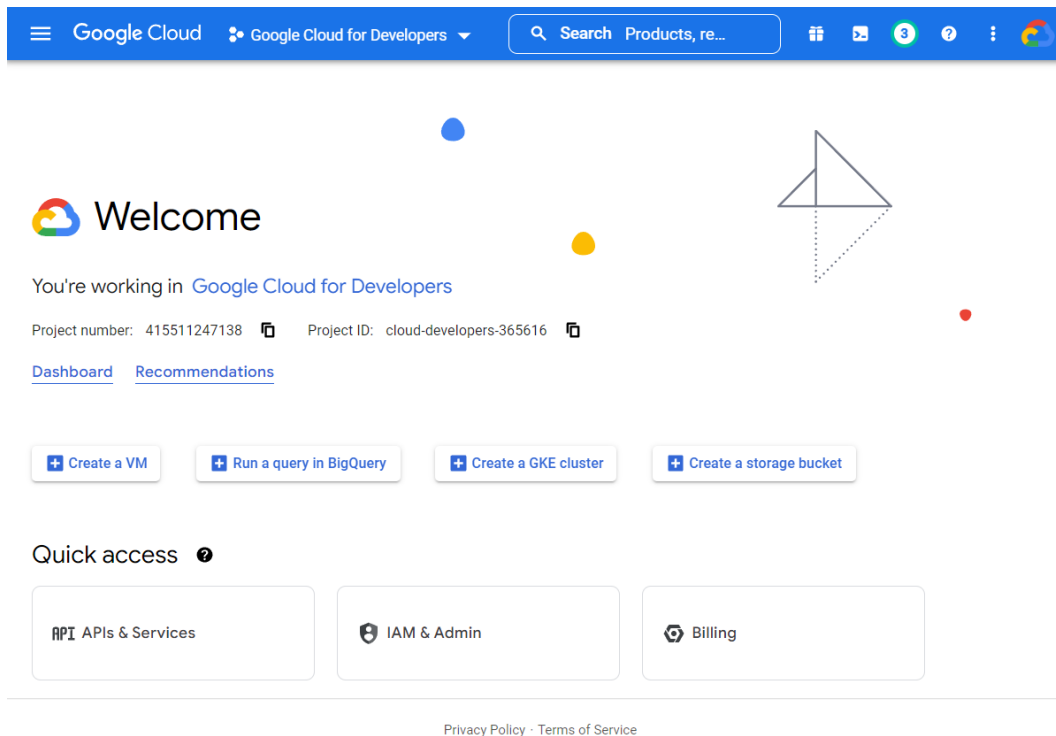 Google Cloud Google Cloud for Developers Search Products, re... 3
Welcome
You're working in Google Cloud for Developers
Project number: 415511247138 Project ID: cloud-developers-365616
Dashboard Recommendations
Create a VM Run a query in BigQuery Create a GKE cluster Create a storage bucket
Quick access
API APIs & Services IAM & Admin Billing
Privacy Policy · Terms of Service